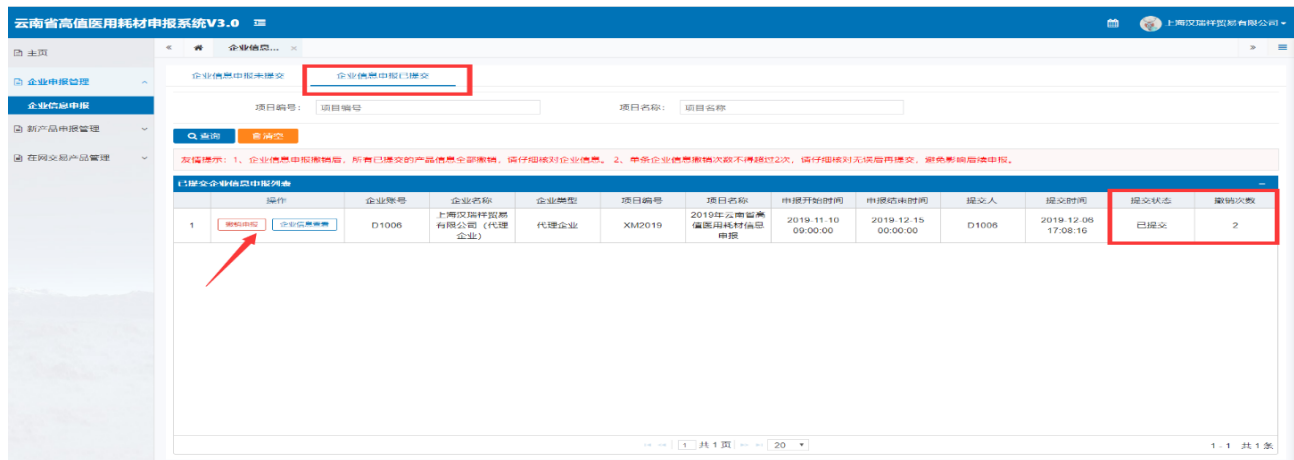 云南省高值医用耗材申报系统V3.0
上海汉瑞祥贸易有限公司
主页
企业信息...
企业申报管理
企业信息申报
新产品申报管理
在网交易产品管理
企业信息申报未提交
企业信息申报已提交
项目编号: 项目编号
项目名称: 项目名称
查询
清空
友情提示: 1、企业信息申报撤销后, 所有已提交的产品信息全部撤销, 请仔细核对企业信息。 2、单条企业信息撤销次数不得超过2次, 请仔细核对无误后再提交, 避免影响后续申报。
已提交企业信息申报列表
操作 企业账号 企业名称 企业类型 项目编号 项目名称 申报开始时间 申报结束时间 提交人 提交时间 提交状态 撤销次数
1 撤销申报 企业信息查看 D1006 上海汉瑞祥贸易有限公司（代理企业） 代理企业 XM2019 2019年云南省高值医用耗材信息申报 2019-11-10 09:00:00 2019-12-15 00:00:00 D1006 2019-12-06 17:08:16 已提交 2
1 共 1 页 20
1 - 1 共 1 条